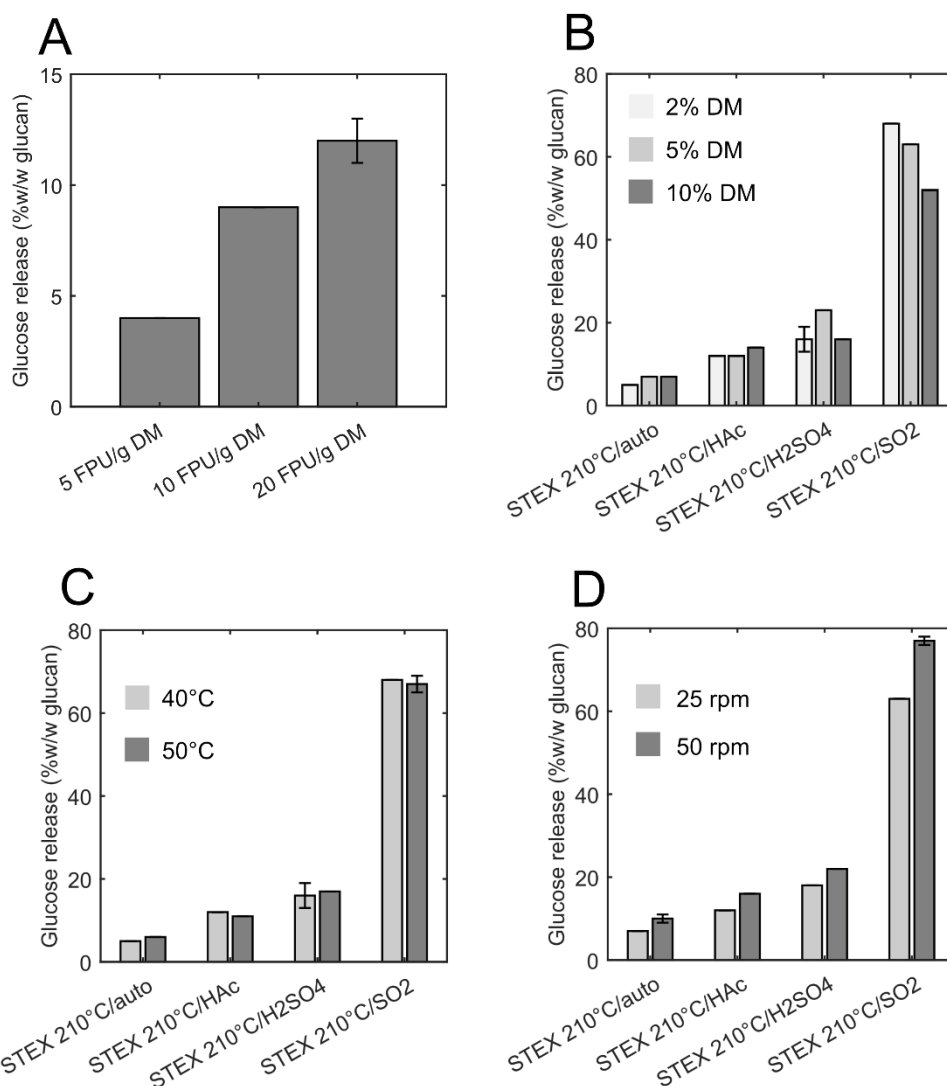 A
Glucose release (%w/w glucan)
15
10
5
0
5 FPU/g DM
10 FPU/g DM
20 FPU/g DM
B
Glucose release (%w/w glucan)
80
60
40
20
0
2% DM
5% DM
10% DM
STEX 210°C/auto
STEX 210°C/HAc
STEX 210°C/H2SO4
STEX 210°C/SO2
C
Glucose release (%w/w glucan)
80
60
40
20
0
40°C
50°C
STEX 210°C/auto
STEX 210°C/HAc
STEX 210°C/H2SO4
STEX 210°C/SO2
D
Glucose release (%w/w glucan)
80
60
40
20
0
25 rpm
50 rpm
STEX 210°C/auto
STEX 210°C/HAc
STEX 210°C/H2SO4
STEX 210°C/SO2